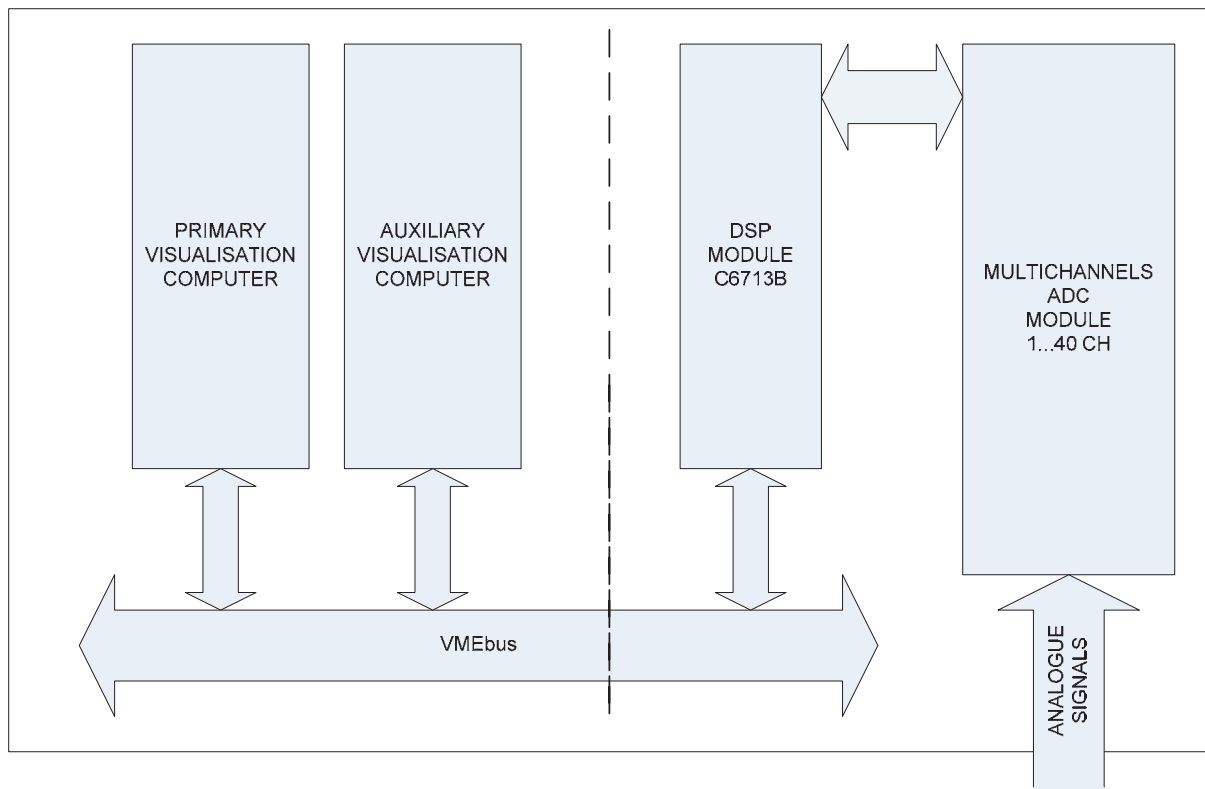 PRIMARY
VISUALISATION
COMPUTER
AUXILIARY
VISUALISATION
COMPUTER
DSP
MODULE
C6713B
MULTICHANNELS
ADC
MODULE
1...40 CH
VMEbus
ANALOGUE
SIGNALS